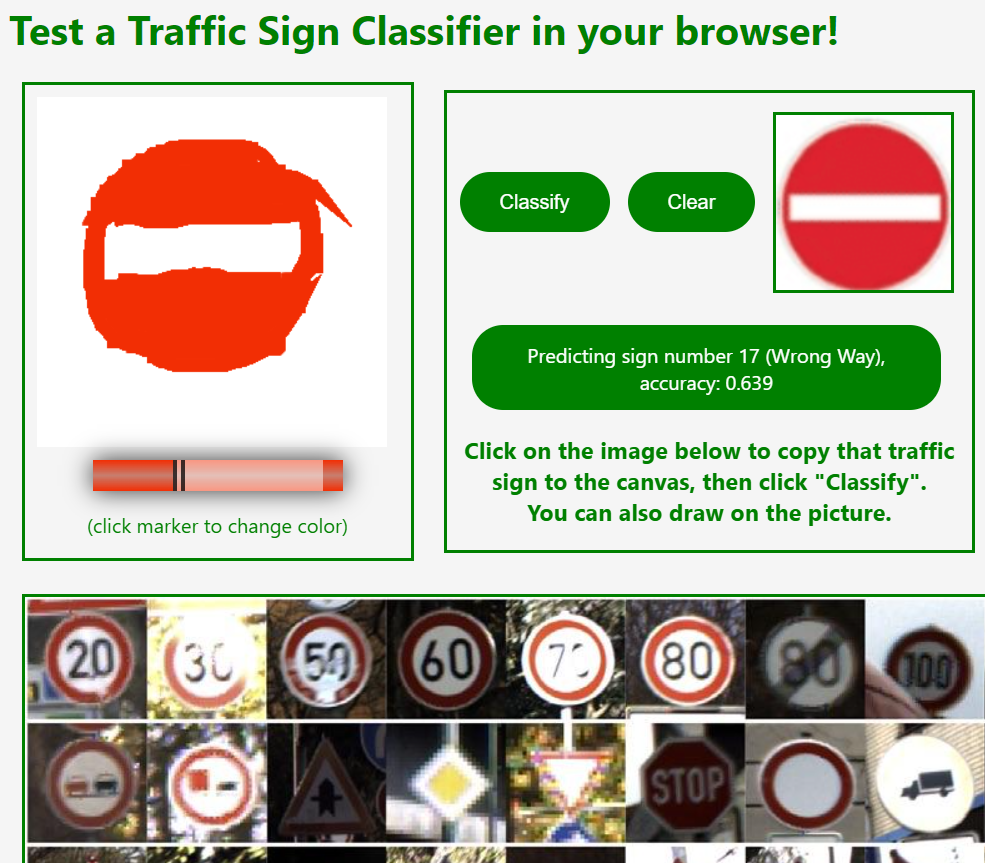 Test a Traffic Sign Classifier in your browser!
Classify
Clear
Predicting sign number 17 (Wrong Way),
accuracy: 0.639
Click on the image below to copy that traffic
sign to the canvas, then click "Classify".
You can also draw on the picture.
(click marker to change color)
20
30
50
60
70
80
80
100
STOP